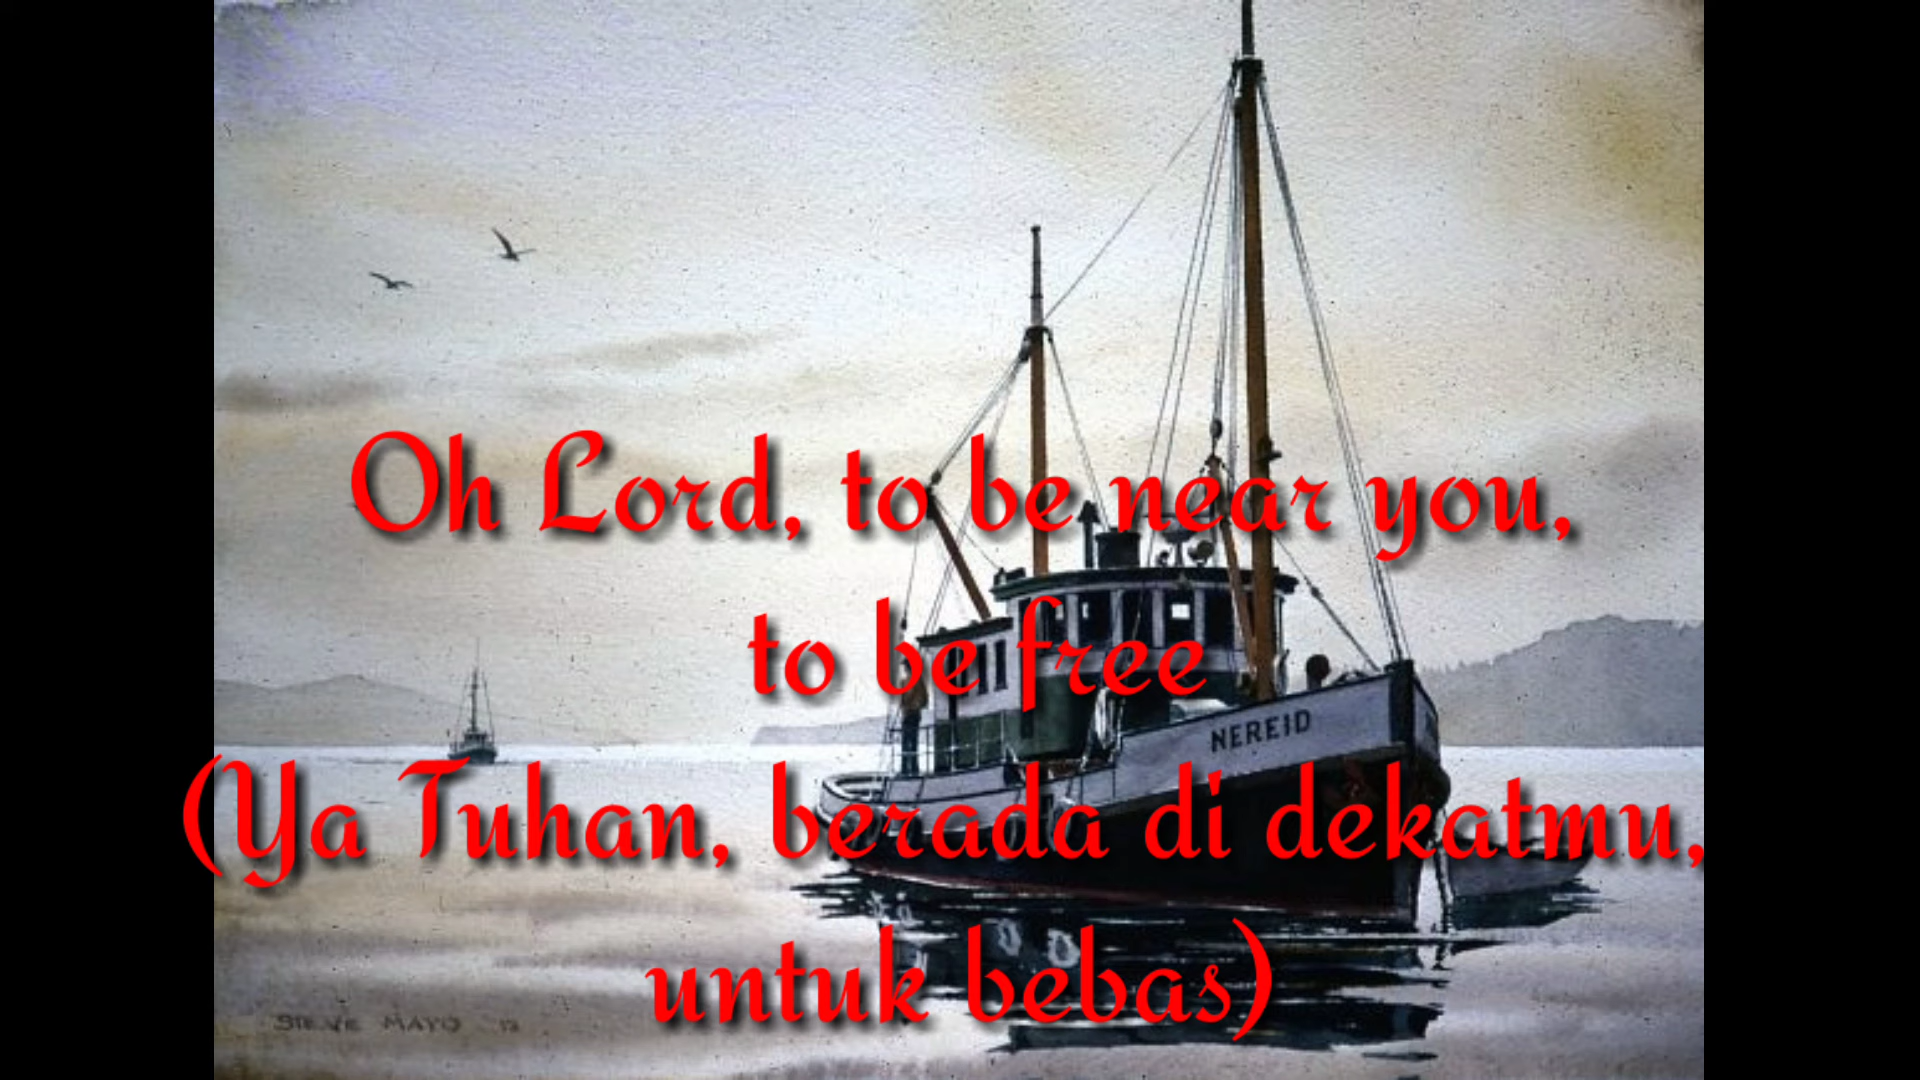 Oh Lord, to be near you,
to be free
NEREID
(Ya Tuhan, berada di dekatmu,
untuk bebas)
STEVE MAYO